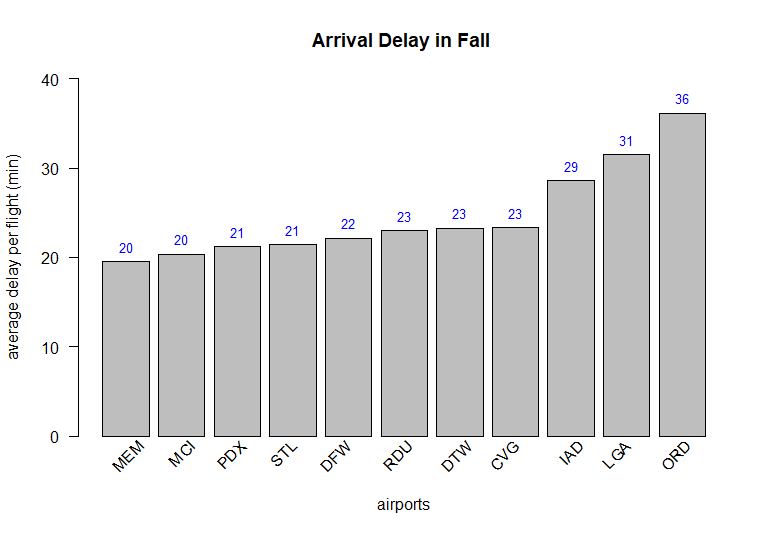 Arrival Delay in Fall
average delay per flight (min)
40
30
20
10
0
20
20
21
21
22
23
23
23
29
31
36
MEM
MCI
PDX
STL
DFW
RDU
DTW
CVG
IAD
LGA
ORD
airports